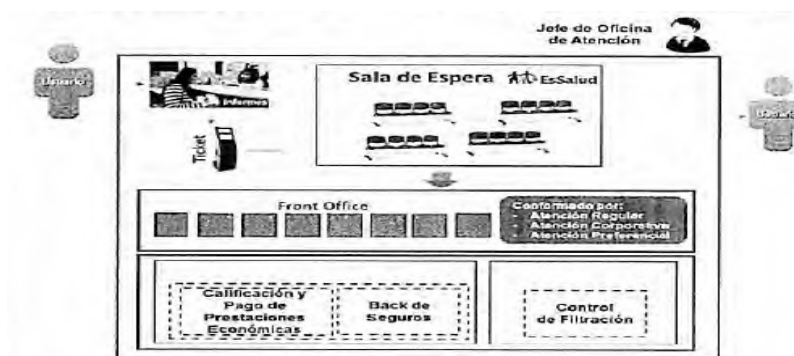 Jefe de Oficina
de Atención
Usuario
Informes
Sala de Espera
EsSalud
Ticket
Usuario
Front Office
Conformado por:
- Atención Regular
- Atención Corporativa
- Atención Preferencial
Calificación y
Pago de
Prestaciones
Económicas
Back de
Seguros
Control
de Filtración